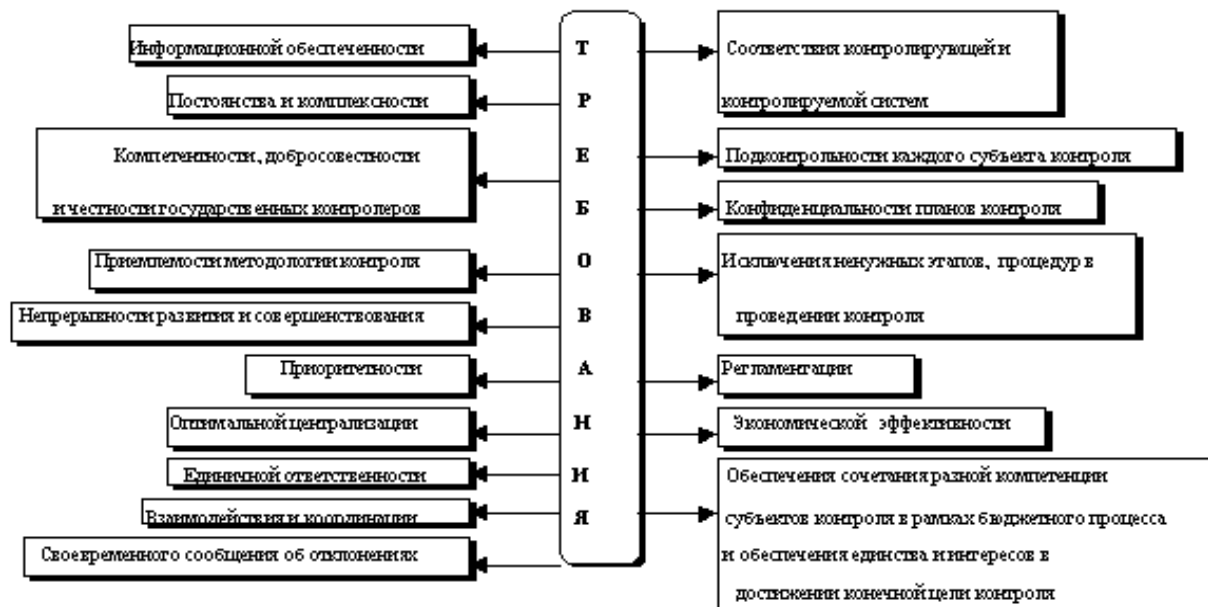 Информационной обеспеченности
Постоянства и комплексности
Компетентности, добросовестности
и честности государственных контролеров
Приемлемости методологии контроля
Непрерывности развития и совершенствования
Приоритетности
Оптимальной централизации
Единичной ответственности
Взаимодействия и координации
Своевременного сообщения об отклонениях
Т
Р
Е
Б
О
В
А
Н
И
Я
Соответствия контролирующей и
контролируемой систем
Подконтрольности каждого субъекта контроля
Конфиденциальности планов контроля
Исключения ненужных этапов, процедур в
проведении контроля
Регламентации
Экономической эффективности
Обеспечения сочетания разной компетенции
субъектов контроля в рамках бюджетного процесса
и обеспечения единства и интересов в
достижении конечной цели контроля